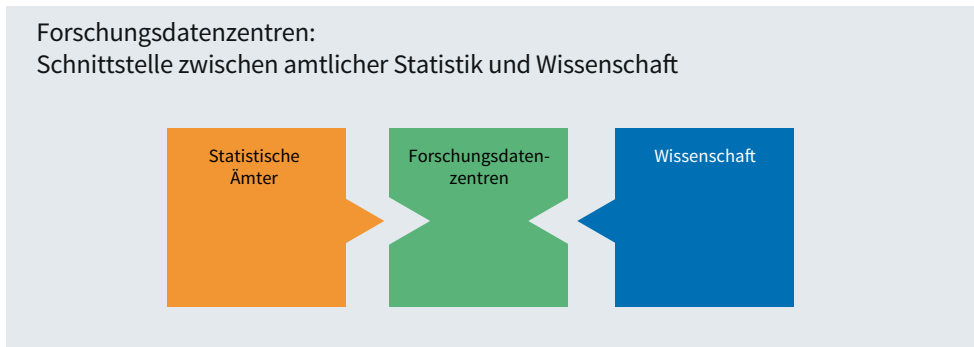 Forschungsdatenzentren:
Schnittstelle zwischen amtlicher Statistik und Wissenschaft
Statistische
Ämter
Forschungsdaten-
zentren
Wissenschaft